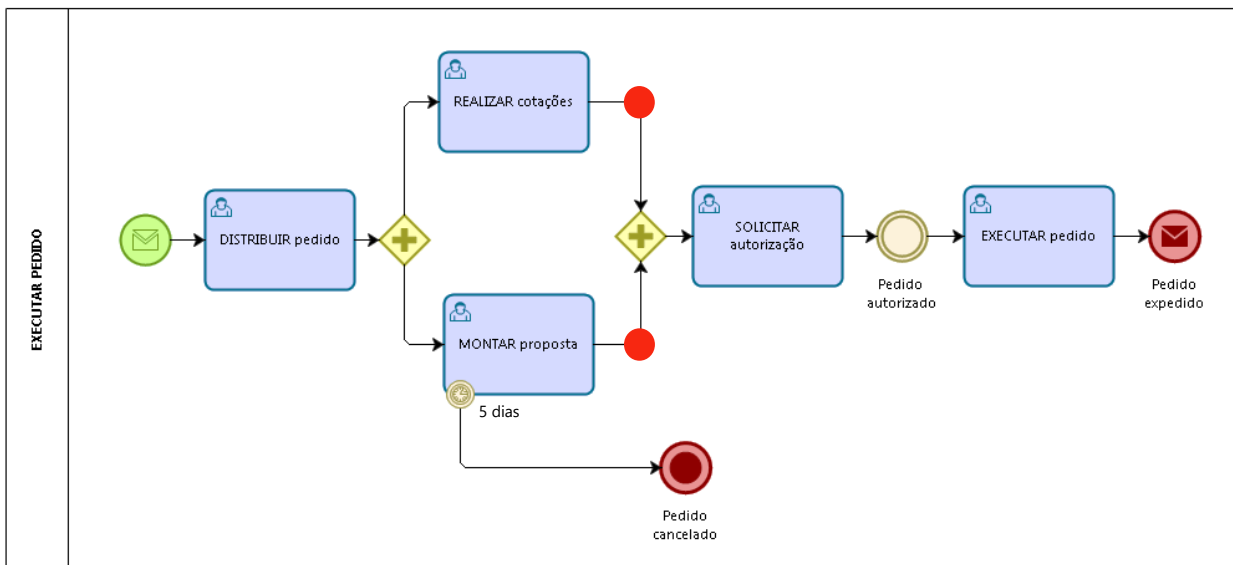 EXECUTAR PEDIDO
DISTRIBUIR pedido
REALIZAR cotações
MONTAR proposta
5 dias
SOLICITAR
autorização
Pedido
autorizado
EXECUTAR pedido
Pedido
expedido
Pedido
cancelado